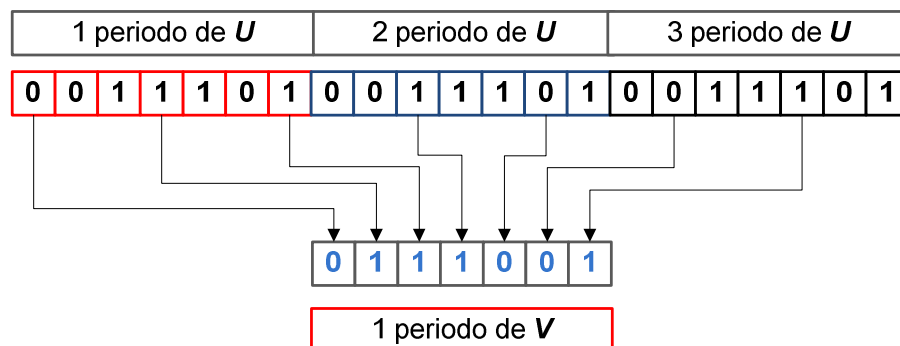 1 periodo de U 2 periodo de U 3 periodo de U
0 0 1 1 1 0 1 0 0 1 1 1 0 1 0 0 1 1 1 0 1
0 1 1 1 0 0 1
1 periodo de V